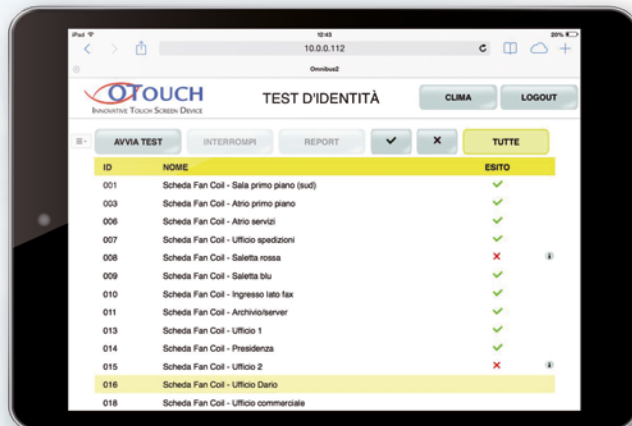 iPad 12:43 20%
10.0.0.112
Omnibus2
OTOUCH
INNOVATIVE TOUCH SCREEN DEVICE
TEST D'IDENTITÀ
CLIMA
LOGOUT
AVVIA TEST INTERROMPI REPORT TUTTE
ID NOME ESITO
001 Scheda Fan Coil - Sala primo piano (sud)
003 Scheda Fan Coil - Atrio primo piano
006 Scheda Fan Coil - Atrio servizi
007 Scheda Fan Coil - Ufficio spedizioni
008 Scheda Fan Coil - Saletta rossa
009 Scheda Fan Coil - Saletta blu
010 Scheda Fan Coil - Ingresso lato fax
011 Scheda Fan Coil - Archivio/server
013 Scheda Fan Coil - Ufficio 1
014 Scheda Fan Coil - Presidenza
015 Scheda Fan Coil - Ufficio 2
016 Scheda Fan Coil - Ufficio Dario
018 Scheda Fan Coil - Ufficio commerciale